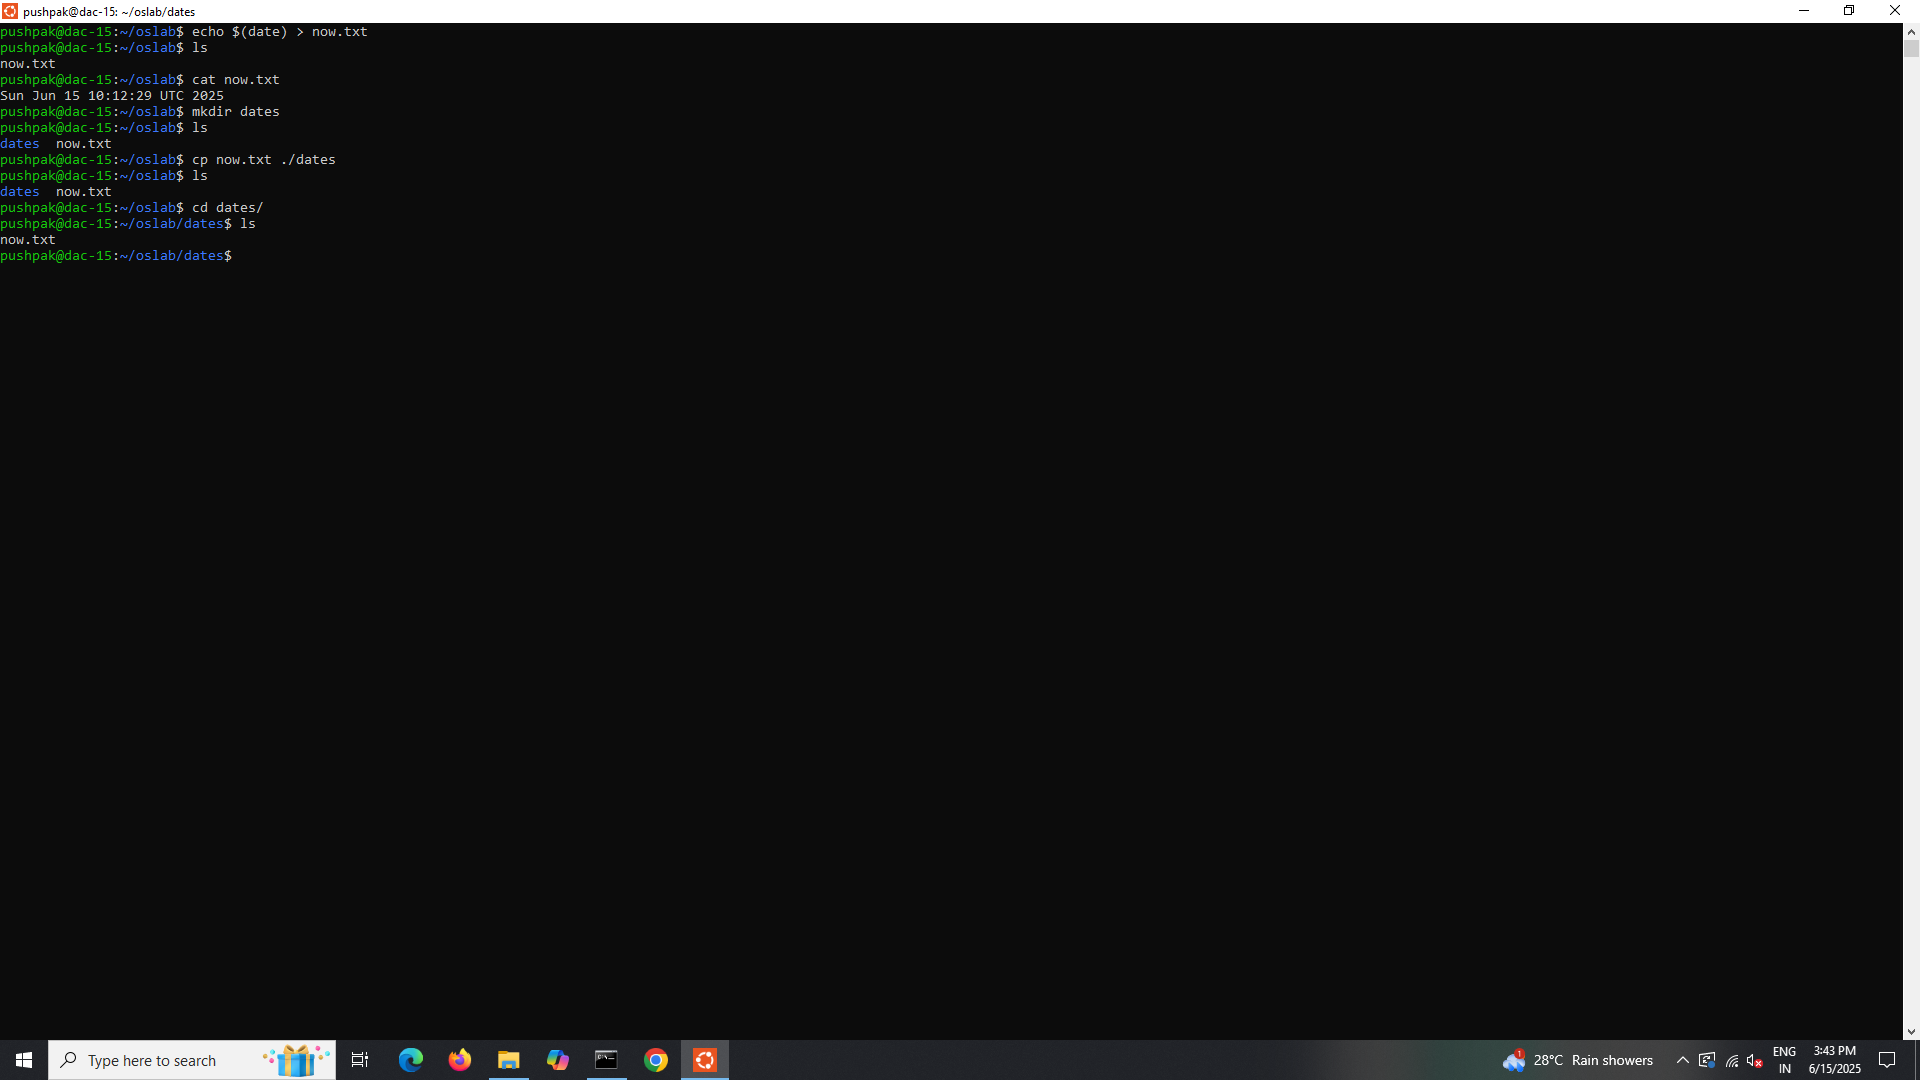 pushpak@dac-15: ~/oslab/dates
pushpak@dac-15:~/oslab$ echo $(date) > now.txt
pushpak@dac-15:~/oslab$ ls
now.txt
pushpak@dac-15:~/oslab$ cat now.txt
Sun Jun 15 10:12:29 UTC 2025
pushpak@dac-15:~/oslab$ mkdir dates
pushpak@dac-15:~/oslab$ ls
dates  now.txt
pushpak@dac-15:~/oslab$ cp now.txt ./dates
pushpak@dac-15:~/oslab$ ls
dates  now.txt
pushpak@dac-15:~/oslab$ cd dates/
pushpak@dac-15:~/oslab/dates$ ls
now.txt
pushpak@dac-15:~/oslab/dates$
Type here to search
1
28°C Rain showers
ENG
IN
3:43 PM
6/15/2025